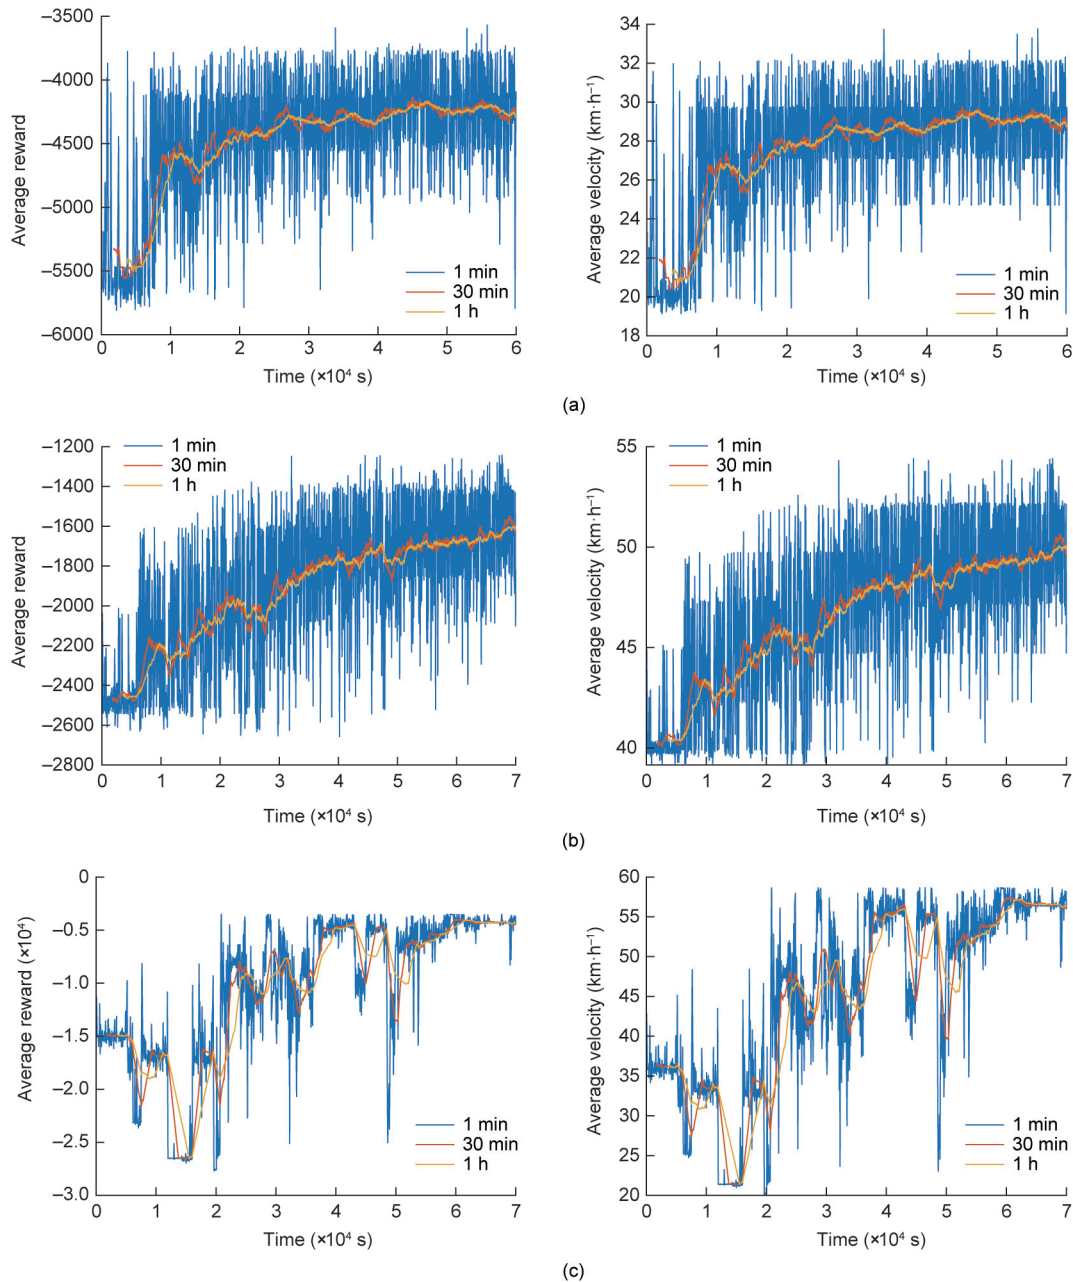 –3500
–4000
–4500
–5000
–5500
–6000
Average reward
0 1 2 3 4 5 6
Time (×10⁴ s)
1 min
30 min
1 h
34
32
30
28
26
24
22
20
18
Average velocity (km·h⁻¹)
0 1 2 3 4 5 6
Time (×10⁴ s)
1 min
30 min
1 h
(a)
–1200
–1400
–1600
–1800
–2000
–2200
–2400
–2600
–2800
Average reward
0 1 2 3 4 5 6 7
Time (×10⁴ s)
1 min
30 min
1 h
55
50
45
40
Average velocity (km·h⁻¹)
0 1 2 3 4 5 6 7
Time (×10⁴ s)
1 min
30 min
1 h
(b)
0
–0.5
–1.0
–1.5
–2.0
–2.5
–3.0
Average reward (×10⁴)
0 1 2 3 4 5 6 7
Time (×10⁴ s)
1 min
30 min
1 h
60
55
50
45
40
35
30
25
20
Average velocity (km·h⁻¹)
0 1 2 3 4 5 6 7
Time (×10⁴ s)
1 min
30 min
1 h
(c)